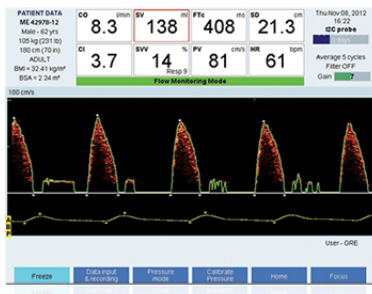 PATIENT DATA
ME 42978-12
Male - 62 yrs
105 kg (231 lb)
180 cm (70 in)
ADULT
BMI = 32.41 kg/m²
BSA = 2.24 m²
CO l/min
8.3
SV ml
138
FTc ms
408
SD cm
21.3
CI
3.7
SVV %
14
Resp 9
PV cm/s
81
HR bpm
61
Flow Monitoring Mode
Thu Nov 08, 2012
16:22
I2C probe
Average 5 cycles
Filter OFF
Gain 7
100 cm/s
User - GRE
Freeze
Data input
& recording
Pressure
mode
Calibrate
Pressure
Home
Focus